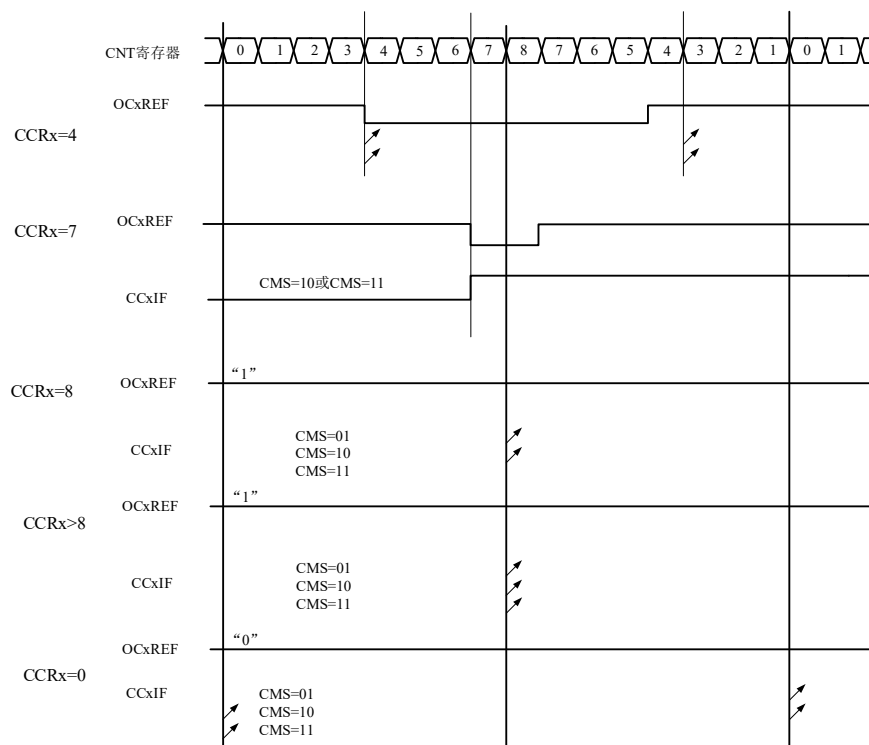 CNT寄存器 0 1 2 3 4 5 6 7 8 7 6 5 4 3 2 1 0 1
OCxREF
CCRx=4
OCxREF
CCRx=7
CMS=10或CMS=11
CCxIF
OCxREF “1”
CCRx=8
CMS=01
CCxIF CMS=10
CMS=11
OCxREF “1”
CCRx>8
CMS=01
CCxIF CMS=10
CMS=11
OCxREF “0”
CCRx=0
CCxIF CMS=01
CMS=10
CMS=11